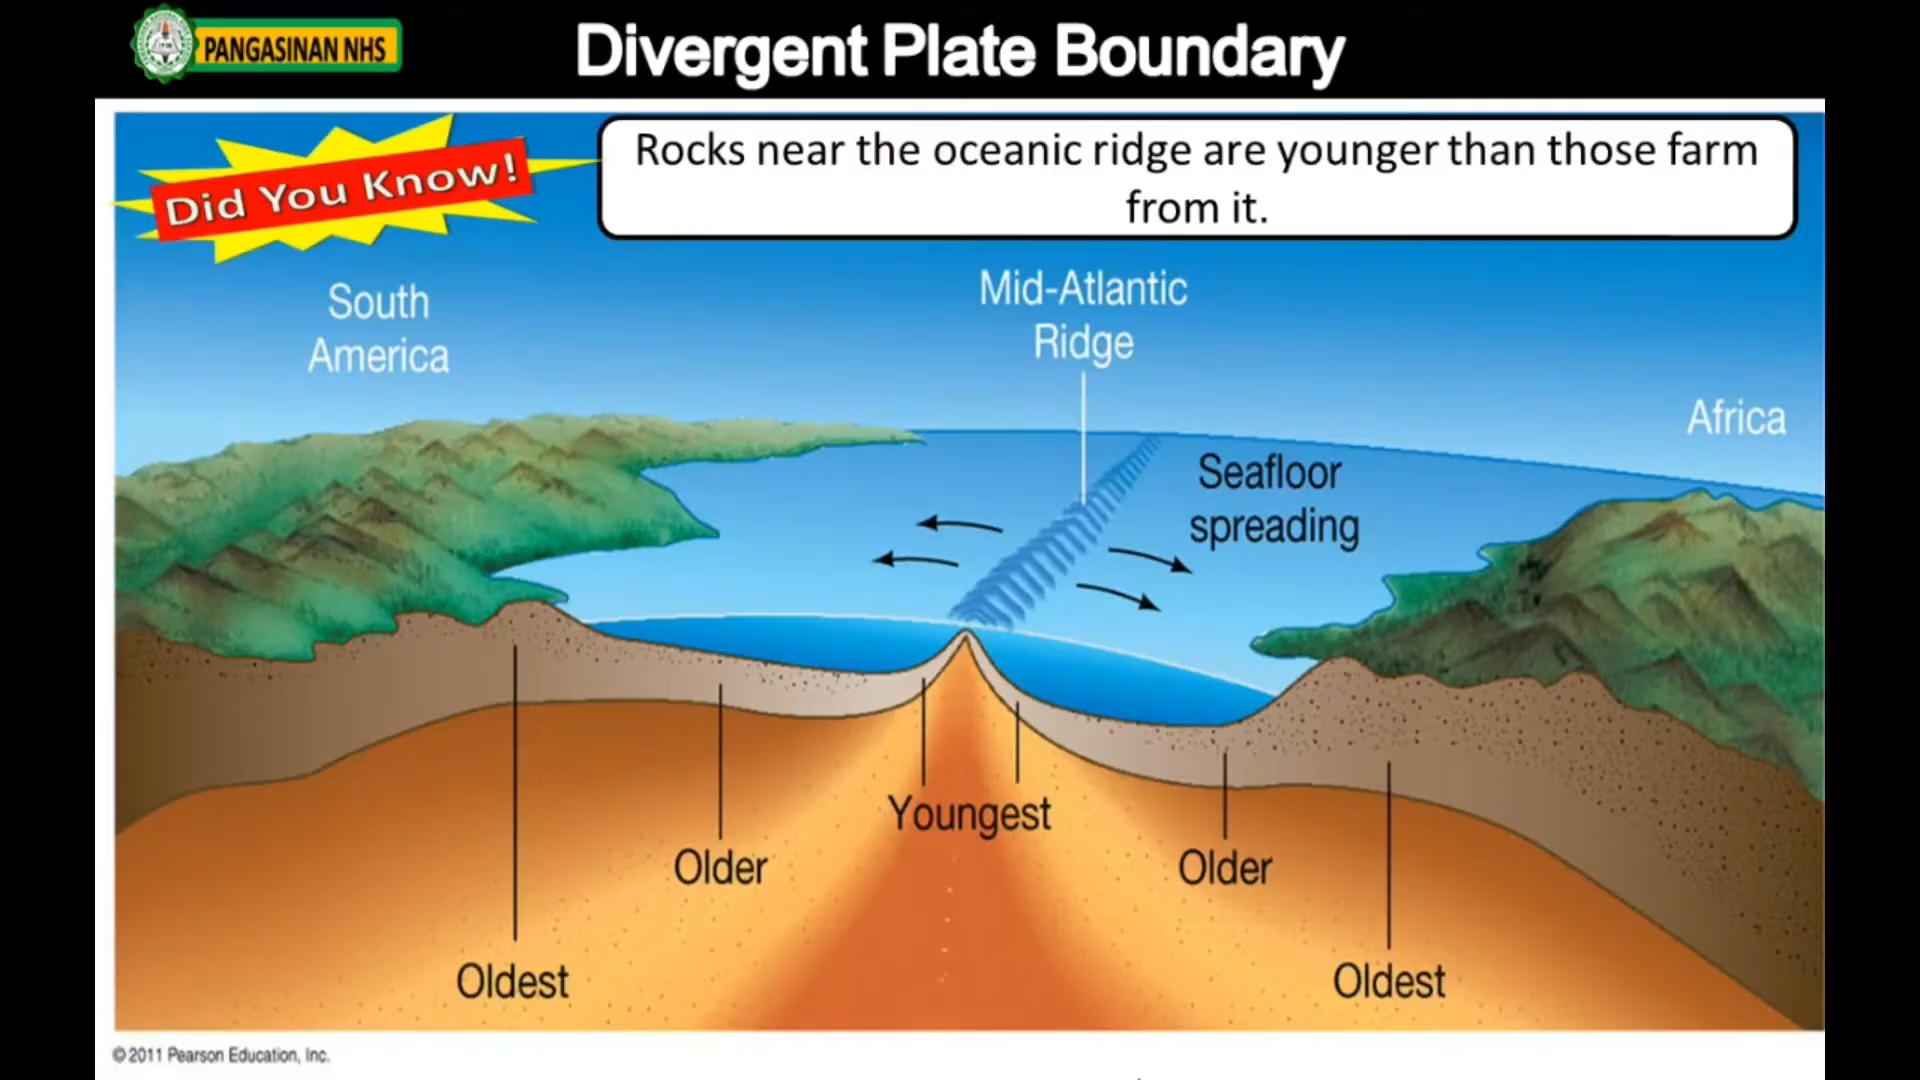 PANGASINAN NHS
Divergent Plate Boundary
Did You Know!
Rocks near the oceanic ridge are younger than those farm
from it.
South
America
Mid-Atlantic
Ridge
Africa
Seafloor
spreading
Youngest
Older
Older
Oldest
Oldest
© 2011 Pearson Education, Inc.